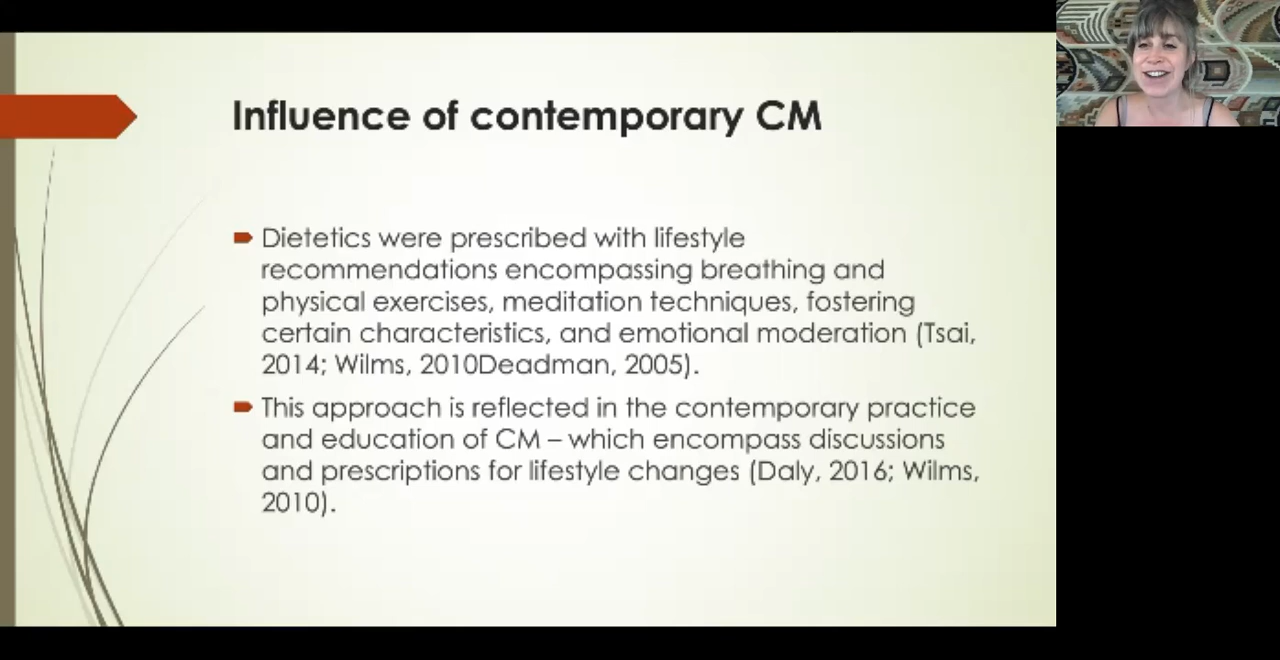 Influence of contemporary CM
Dietetics were prescribed with lifestyle
recommendations encompassing breathing and
physical exercises, meditation techniques, fostering
certain characteristics, and emotional moderation (Tsai,
2014; Wilms, 2010Deadman, 2005).
This approach is reflected in the contemporary practice
and education of CM – which encompass discussions
and prescriptions for lifestyle changes (Daly, 2016; Wilms,
2010).